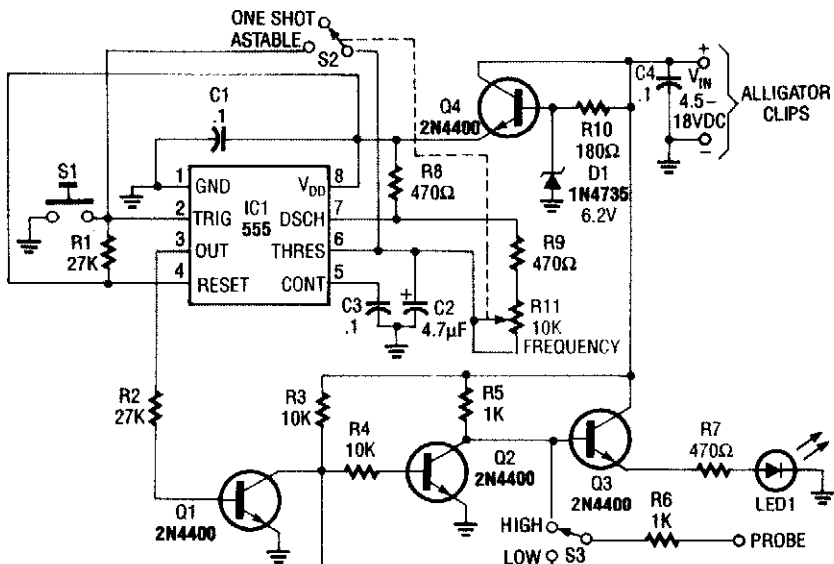 ONE SHOT
ASTABLE
S2
C1
.1
Q4
2N4400
C4
.1
+
V_IN
4.5–
18VDC
−
ALLIGATOR
CLIPS
R10
180Ω
D1
1N4735
6.2V
S1
R1
27K
1
GND
2
TRIG
3
OUT
4
RESET
IC1
555
V_DD
8
DSCH
7
THRES
6
CONT
5
R8
470Ω
R9
470Ω
R11
10K
FREQUENCY
C3
.1
+
C2
4.7µF
R2
27K
R3
10K
R4
10K
R5
1K
Q1
2N4400
Q2
2N4400
Q3
2N4400
R7
470Ω
LED1
HIGH
LOW
S3
R6
1K
PROBE